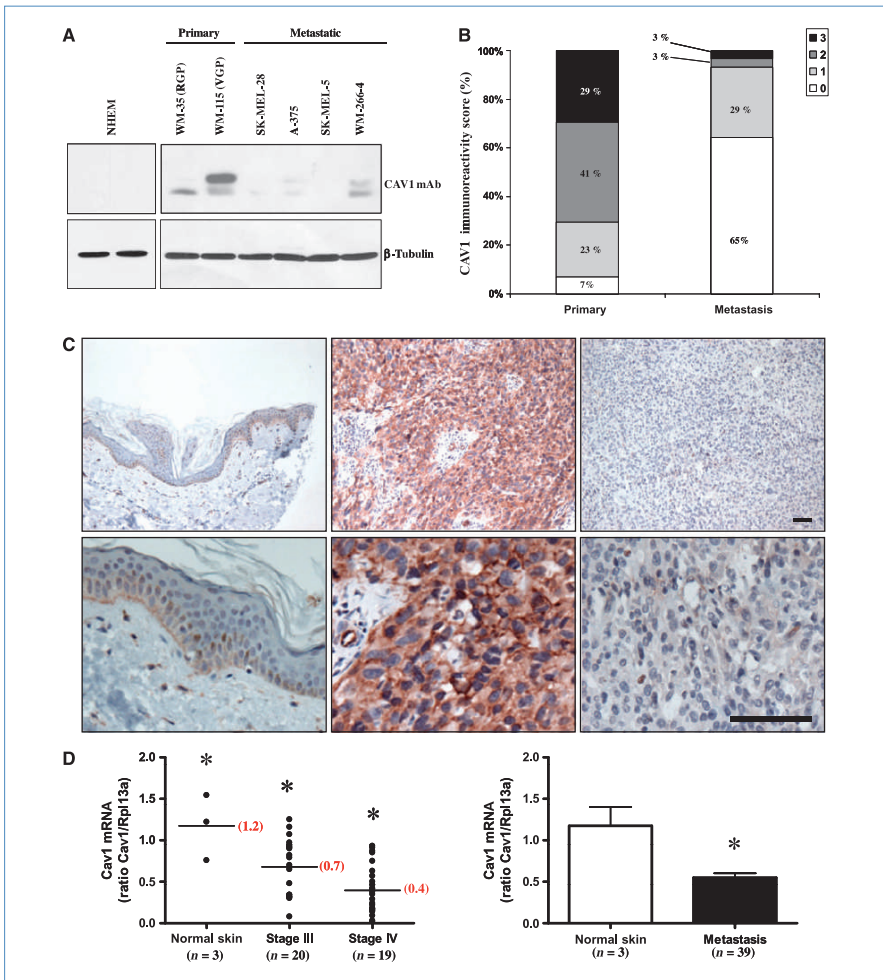 A
Primary
Metastatic
NHEM
WM-35 (RGP)
WM-115 (VGP)
SK-MEL-28
A-375
SK-MEL-5
WM-266-4
CAV1 mAb
β-Tubulin
B
CAV1 immunoreactivity score (%)
100%
80%
60%
40%
20%
0%
29 %
41 %
23 %
7%
3 %
3 %
29 %
65%
Primary
Metastasis
3
2
1
0
C
D
Cav1 mRNA
(ratio Cav1/Rpl13a)
2.0
1.5
1.0
0.5
0.0
*
*
*
(1.2)
(0.7)
(0.4)
Normal skin
(n = 3)
Stage III
(n = 20)
Stage IV
(n = 19)
Cav1 mRNA
(ratio Cav1/Rpl13a)
2.0
1.5
1.0
0.5
0.0
*
Normal skin
(n = 3)
Metastasis
(n = 39)